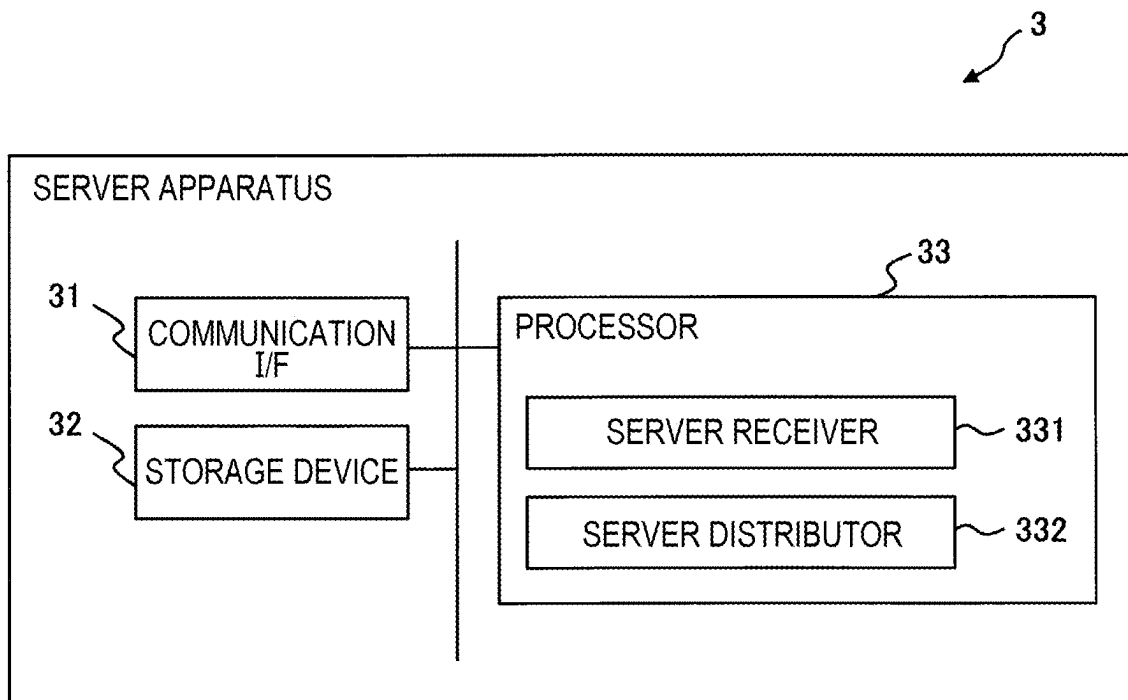 3
SERVER APPARATUS
33
31
COMMUNICATION
I/F
PROCESSOR
32
STORAGE DEVICE
SERVER RECEIVER
331
SERVER DISTRIBUTOR
332